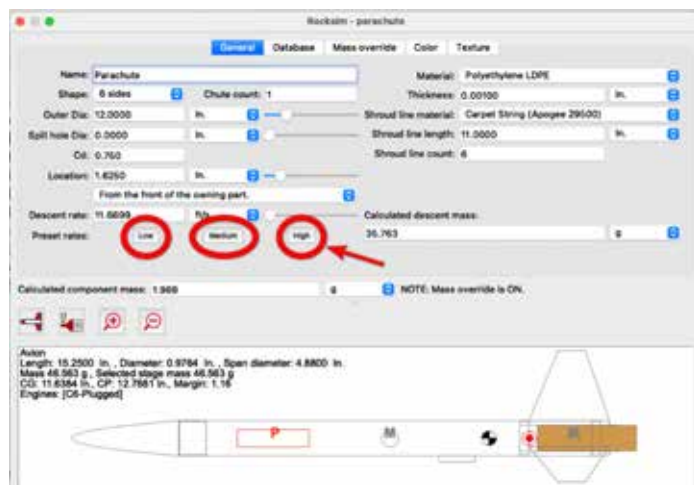 Rocksim - parachute
General Database Mass override Color Texture
Name: Parachute
Material: Polyethylene LDPE
Shape: 6 sides Chute count: 1
Thickness: 0.00100 in.
Outer Dia: 12.0000 in.
Shroud line material: Carpet String (Apogee 29500)
Spill hole Dia: 0.0000 in.
Shroud line length: 11.0000 in.
Cd: 0.750
Shroud line count: 6
Location: 1.6250 in.
From the front of the owning part.
Descent rate: 11.6699 ft/s
Calculated descent mass:
Preset rates: Low Medium High
36.763 g
Calculated component mass: 1.989 g NOTE: Mass override is ON.
Avion
Length: 15.2500 In. , Diameter: 0.9764 In. , Span diameter: 4.8800 In.
Mass 46.563 g , Selected stage mass 46.563 g
CG: 11.6384 In., CP: 12.7661 In., Margin: 1.16
Engines: [C6-Plugged]
P M